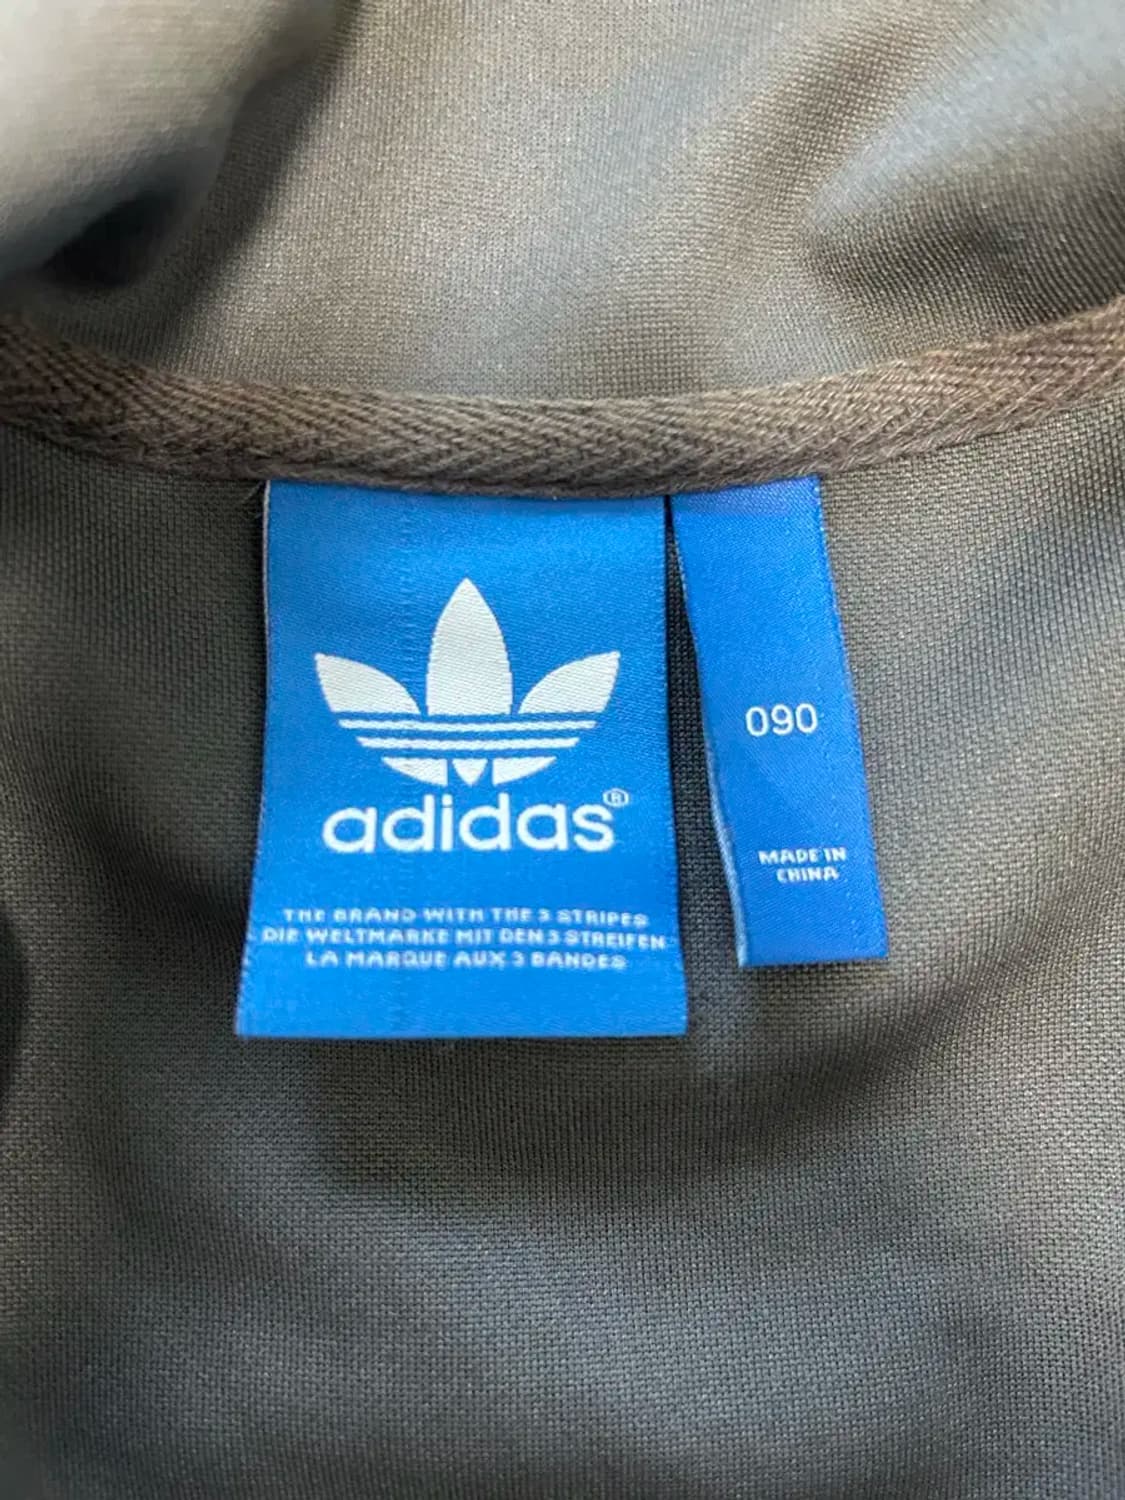 adidas®
THE BRAND WITH THE 3 STRIPES
DIE WELTMARKE MIT DEN 3 STREIFEN
LA MARQUE AUX 3 BANDES
090
MADE IN
CHINA